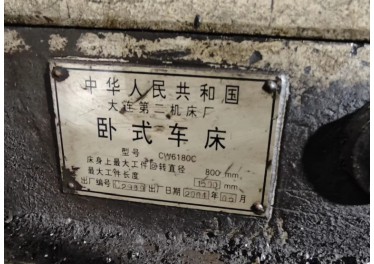 中华人民共和国
大连第二机床厂
卧式车床
型号 CW6180C
床身上最大工件回转直径 800 mm
最大工件长度 mm
出厂编号 出厂日期 年 月